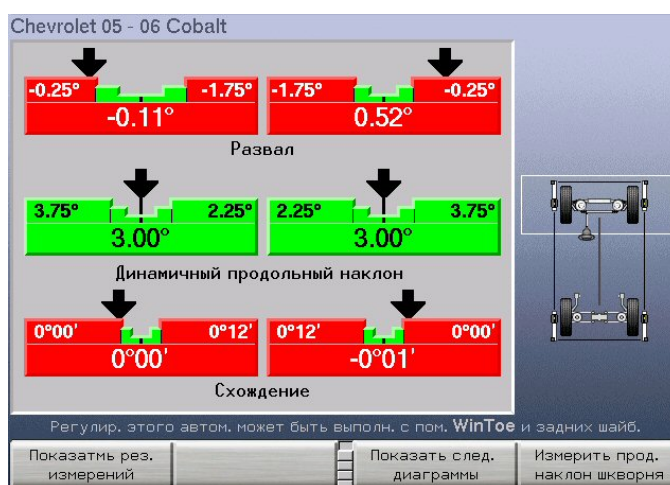 Chevrolet 05 - 06 Cobalt
-0.25° -1.75° -1.75° -0.25°
-0.11° 0.52°
Развал
3.75° 2.25° 2.25° 3.75°
3.00° 3.00°
Динамичный продольный наклон
0°00' 0°12' 0°12' 0°00'
0°00' -0°01'
Схождение
Регулир. этого автом. может быть выполн. с пом. WinToe и задних шайб.
Показатмь рез. Показать след. Измерить прод.
измерений диаграммы наклон шкворня